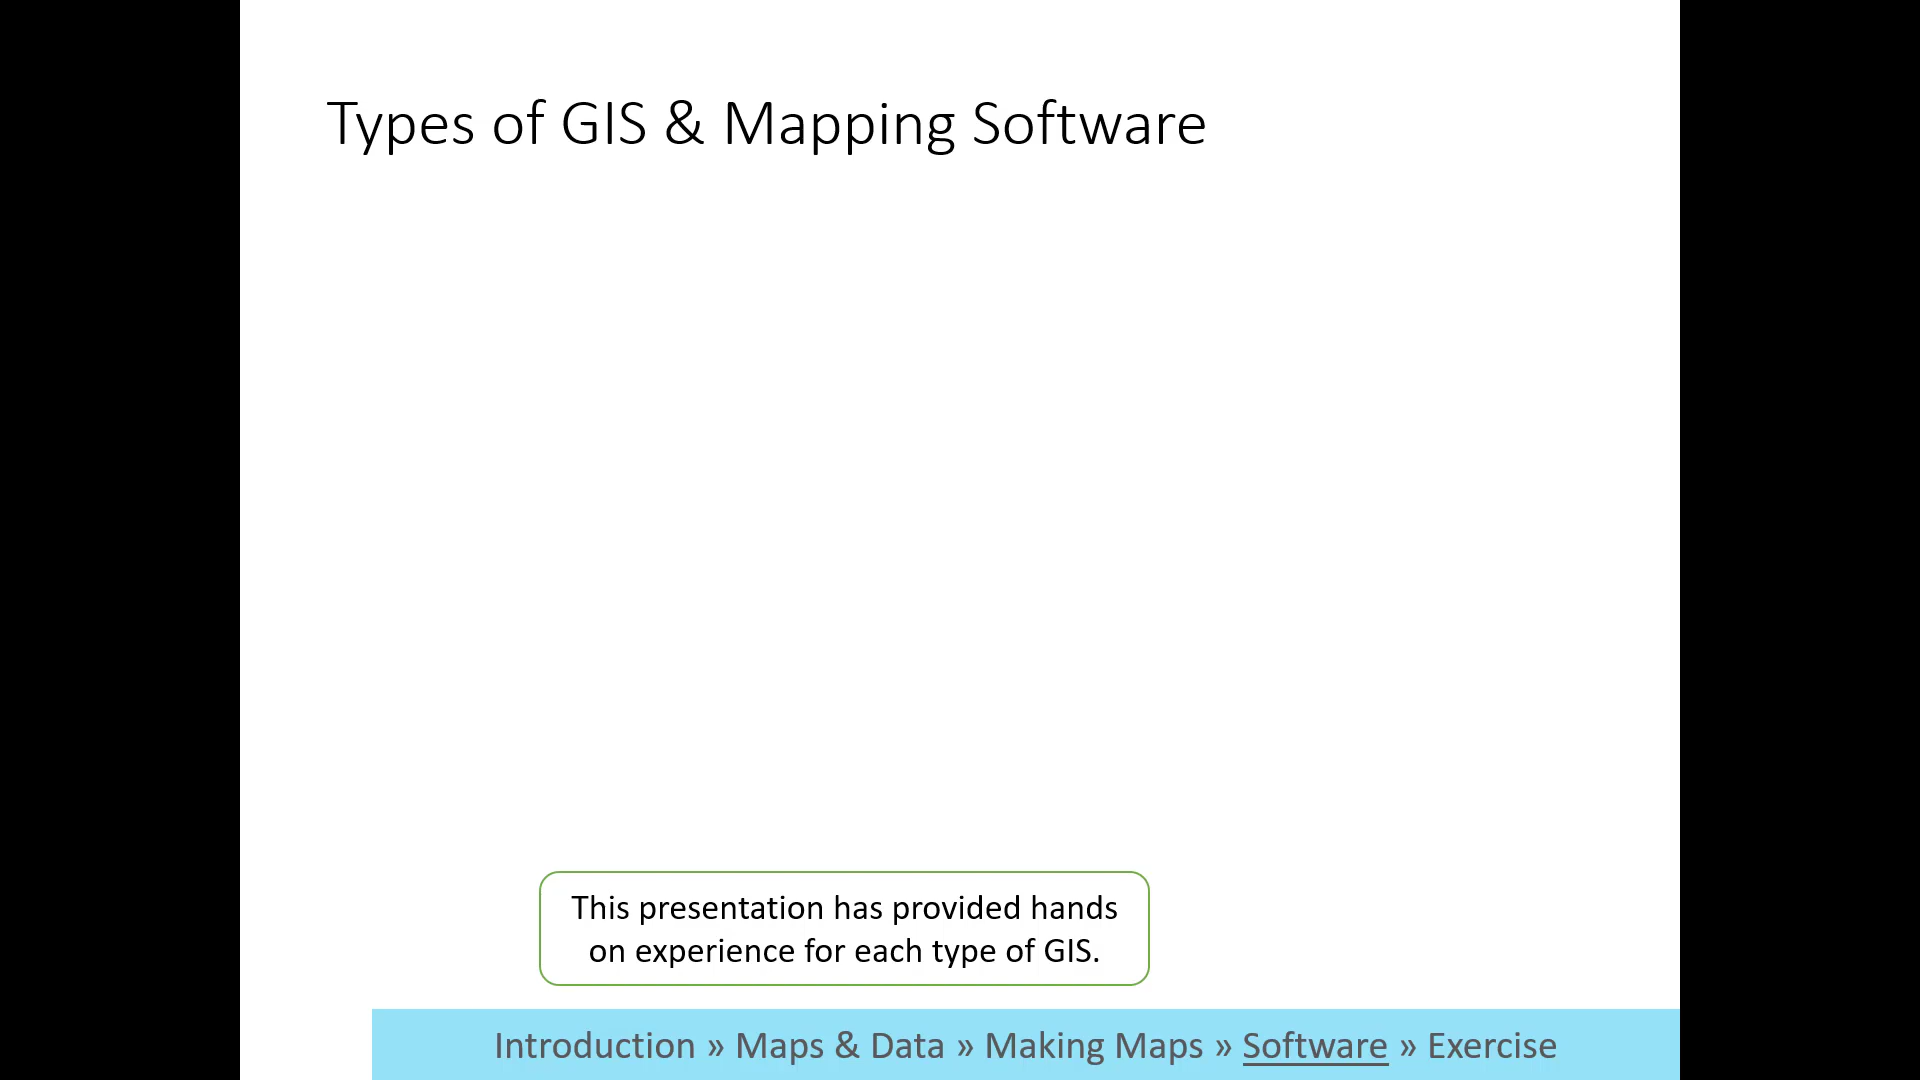 Types of GIS & Mapping Software
This presentation has provided hands
on experience for each type of GIS.
Introduction » Maps & Data » Making Maps » Software » Exercise